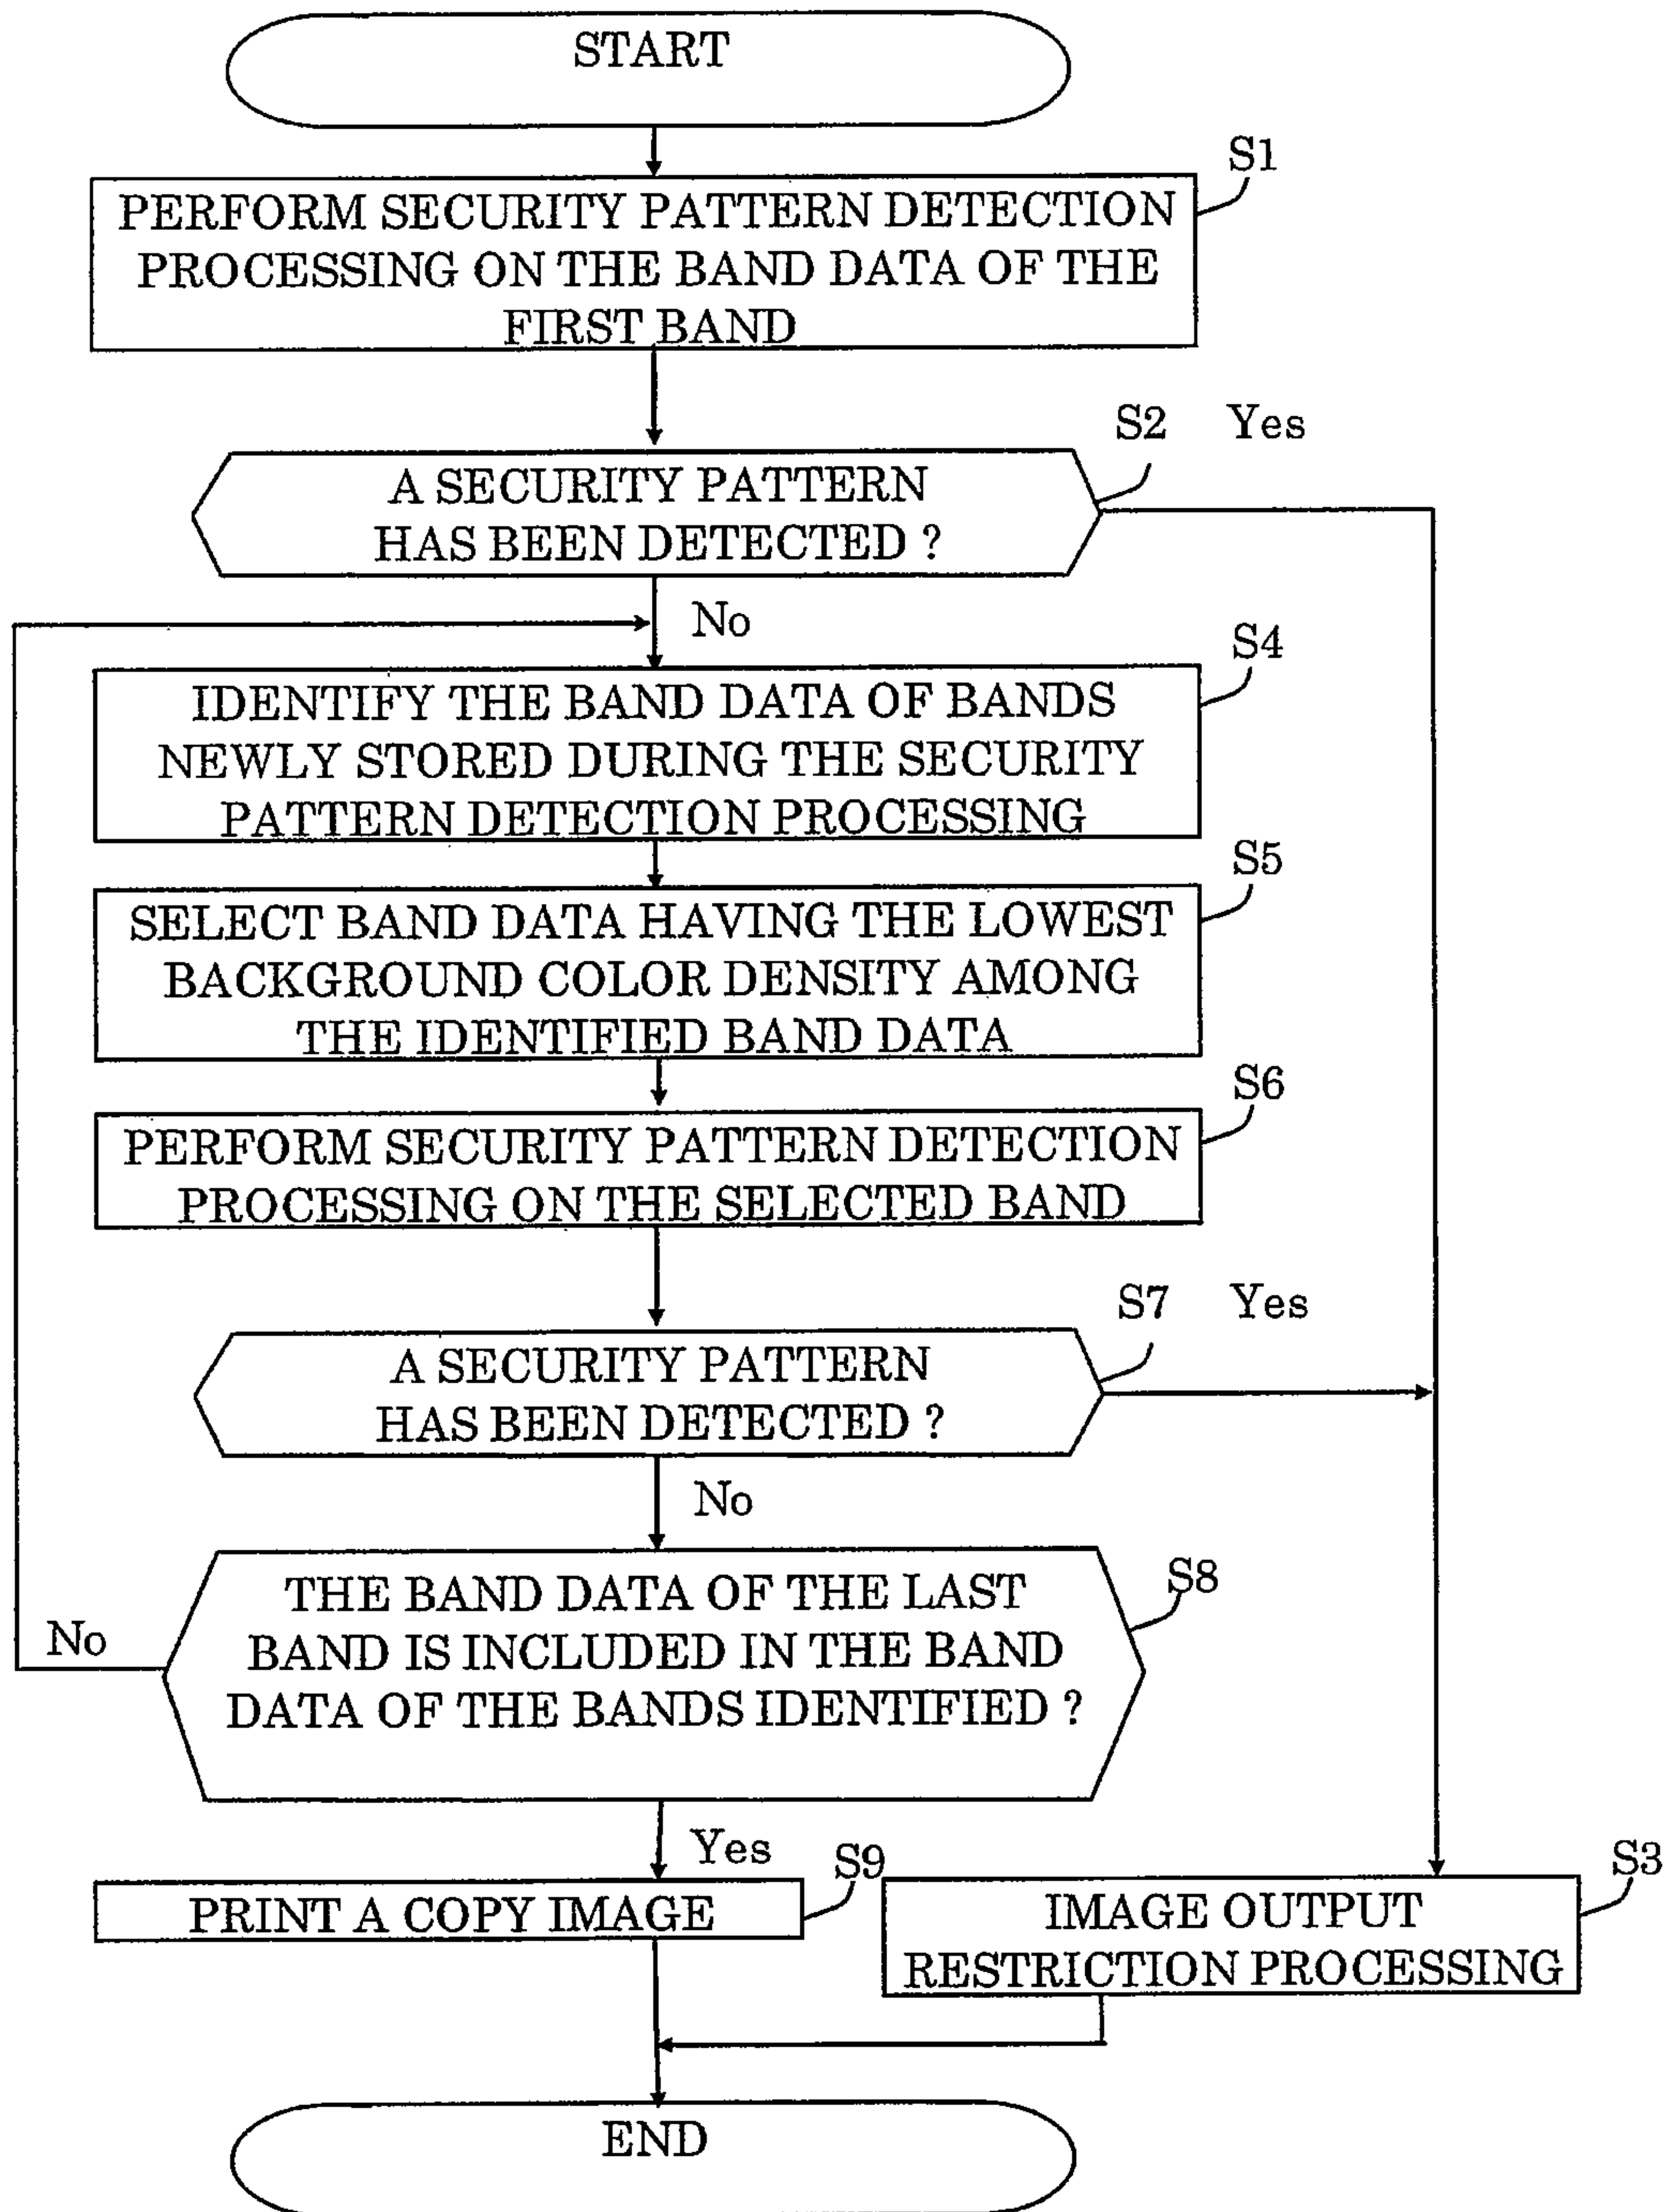 START
S1
PERFORM SECURITY PATTERN DETECTION
PROCESSING ON THE BAND DATA OF THE
FIRST BAND
S2 Yes
A SECURITY PATTERN
HAS BEEN DETECTED ?
No
S4
IDENTIFY THE BAND DATA OF BANDS
NEWLY STORED DURING THE SECURITY
PATTERN DETECTION PROCESSING
S5
SELECT BAND DATA HAVING THE LOWEST
BACKGROUND COLOR DENSITY AMONG
THE IDENTIFIED BAND DATA
S6
PERFORM SECURITY PATTERN DETECTION
PROCESSING ON THE SELECTED BAND
S7 Yes
A SECURITY PATTERN
HAS BEEN DETECTED ?
No
S8
THE BAND DATA OF THE LAST
BAND IS INCLUDED IN THE BAND
DATA OF THE BANDS IDENTIFIED ?
No
Yes
S9
PRINT A COPY IMAGE
S3
IMAGE OUTPUT
RESTRICTION PROCESSING
END